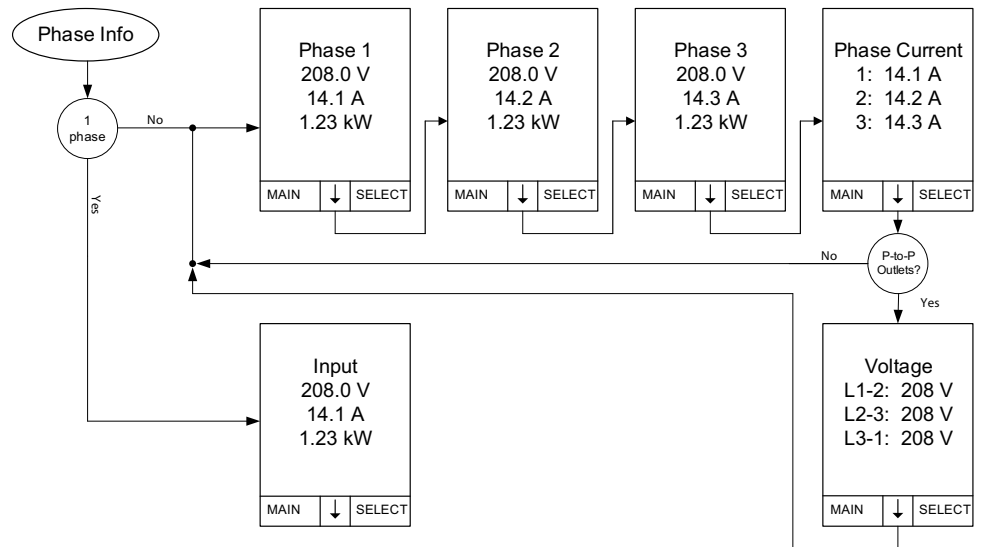 Phase Info
1
phase
No
Yes
Phase 1
208.0 V
14.1 A
1.23 kW
MAIN ↓ SELECT
Phase 2
208.0 V
14.2 A
1.23 kW
MAIN ↓ SELECT
Phase 3
208.0 V
14.3 A
1.23 kW
MAIN ↓ SELECT
Phase Current
1: 14.1 A
2: 14.2 A
3: 14.3 A
MAIN ↓ SELECT
P-to-P
Outlets?
No
Yes
Input
208.0 V
14.1 A
1.23 kW
MAIN ↓ SELECT
Voltage
L1-2: 208 V
L2-3: 208 V
L3-1: 208 V
MAIN ↓ SELECT